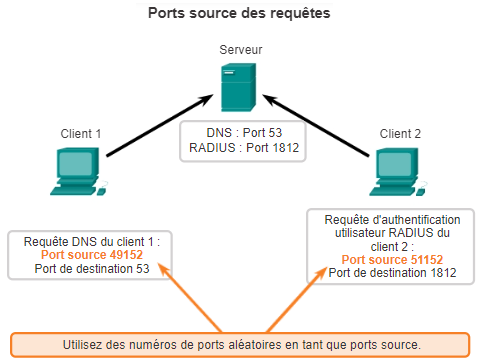 Ports source des requêtes
Serveur
Client 1
Client 2
DNS : Port 53
RADIUS : Port 1812
Requête DNS du client 1 :
Port source 49152
Port de destination 53
Requête d'authentification
utilisateur RADIUS du
client 2 :
Port source 51152
Port de destination 1812
Utilisez des numéros de ports aléatoires en tant que ports source.